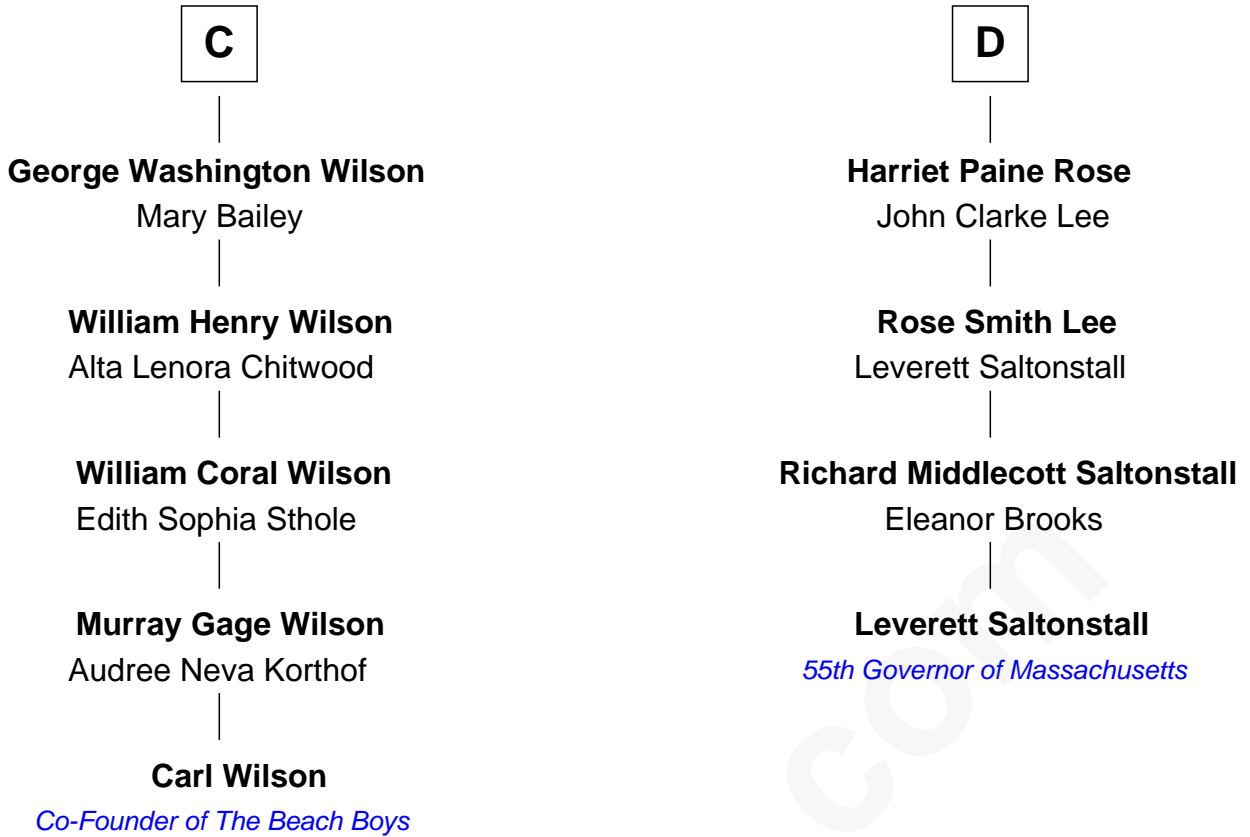 C
George Washington Wilson
Mary Bailey
William Henry Wilson
Alta Lenora Chitwood
William Coral Wilson
Edith Sophia Sthole
Murray Gage Wilson
Audree Neva Korthof
Carl Wilson
Co-Founder of The Beach Boys
D
Harriet Paine Rose
John Clarke Lee
Rose Smith Lee
Leverett Saltonstall
Richard Middlecott Saltonstall
Eleanor Brooks
Leverett Saltonstall
55th Governor of Massachusetts
com